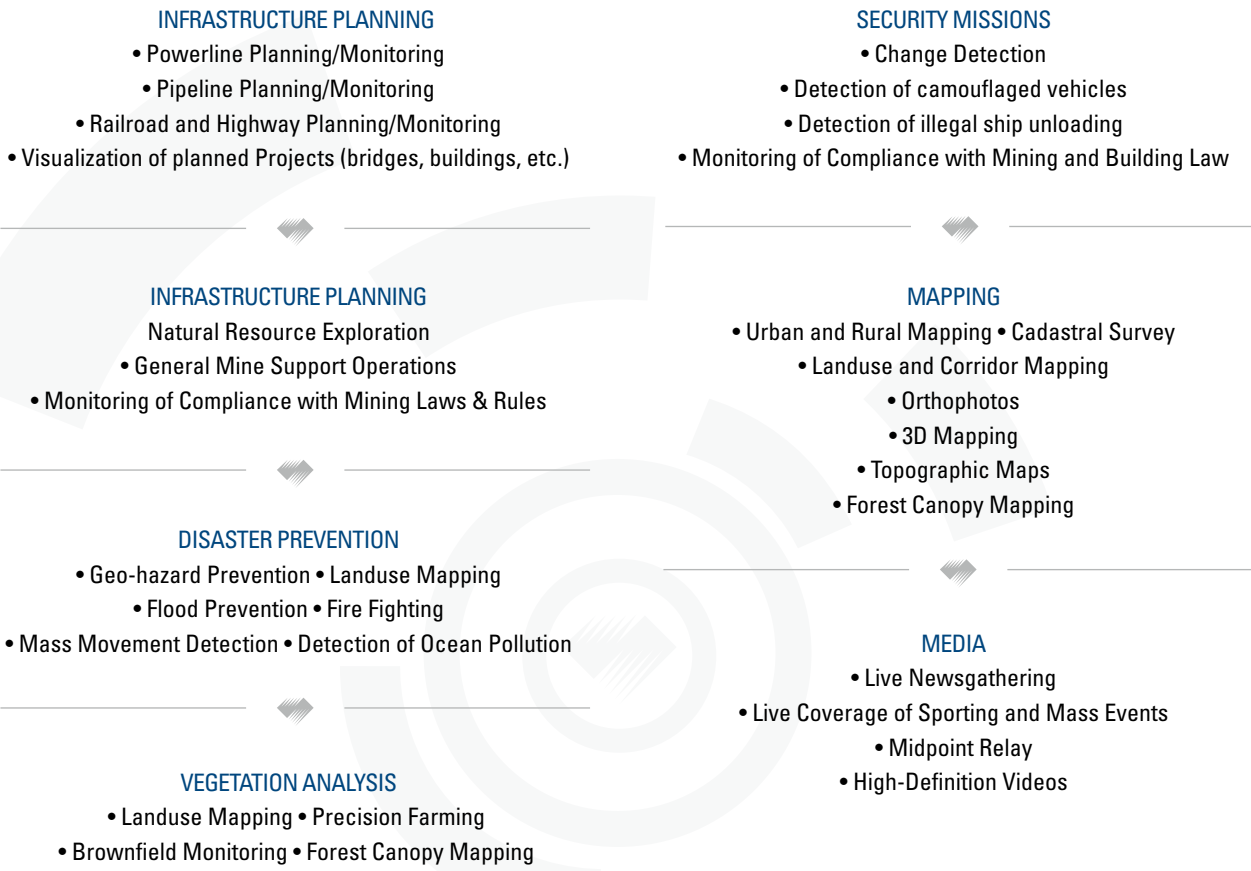 INFRASTRUCTURE PLANNING
• Powerline Planning/Monitoring
• Pipeline Planning/Monitoring
• Railroad and Highway Planning/Monitoring
• Visualization of planned Projects (bridges, buildings, etc.)
INFRASTRUCTURE PLANNING
Natural Resource Exploration
• General Mine Support Operations
• Monitoring of Compliance with Mining Laws & Rules
DISASTER PREVENTION
• Geo-hazard Prevention • Landuse Mapping
• Flood Prevention • Fire Fighting
• Mass Movement Detection • Detection of Ocean Pollution
VEGETATION ANALYSIS
• Landuse Mapping • Precision Farming
• Brownfield Monitoring • Forest Canopy Mapping
SECURITY MISSIONS
• Change Detection
• Detection of camouflaged vehicles
• Detection of illegal ship unloading
• Monitoring of Compliance with Mining and Building Law
MAPPING
• Urban and Rural Mapping • Cadastral Survey
• Landuse and Corridor Mapping
• Orthophotos
• 3D Mapping
• Topographic Maps
• Forest Canopy Mapping
MEDIA
• Live Newsgathering
• Live Coverage of Sporting and Mass Events
• Midpoint Relay
• High-Definition Videos